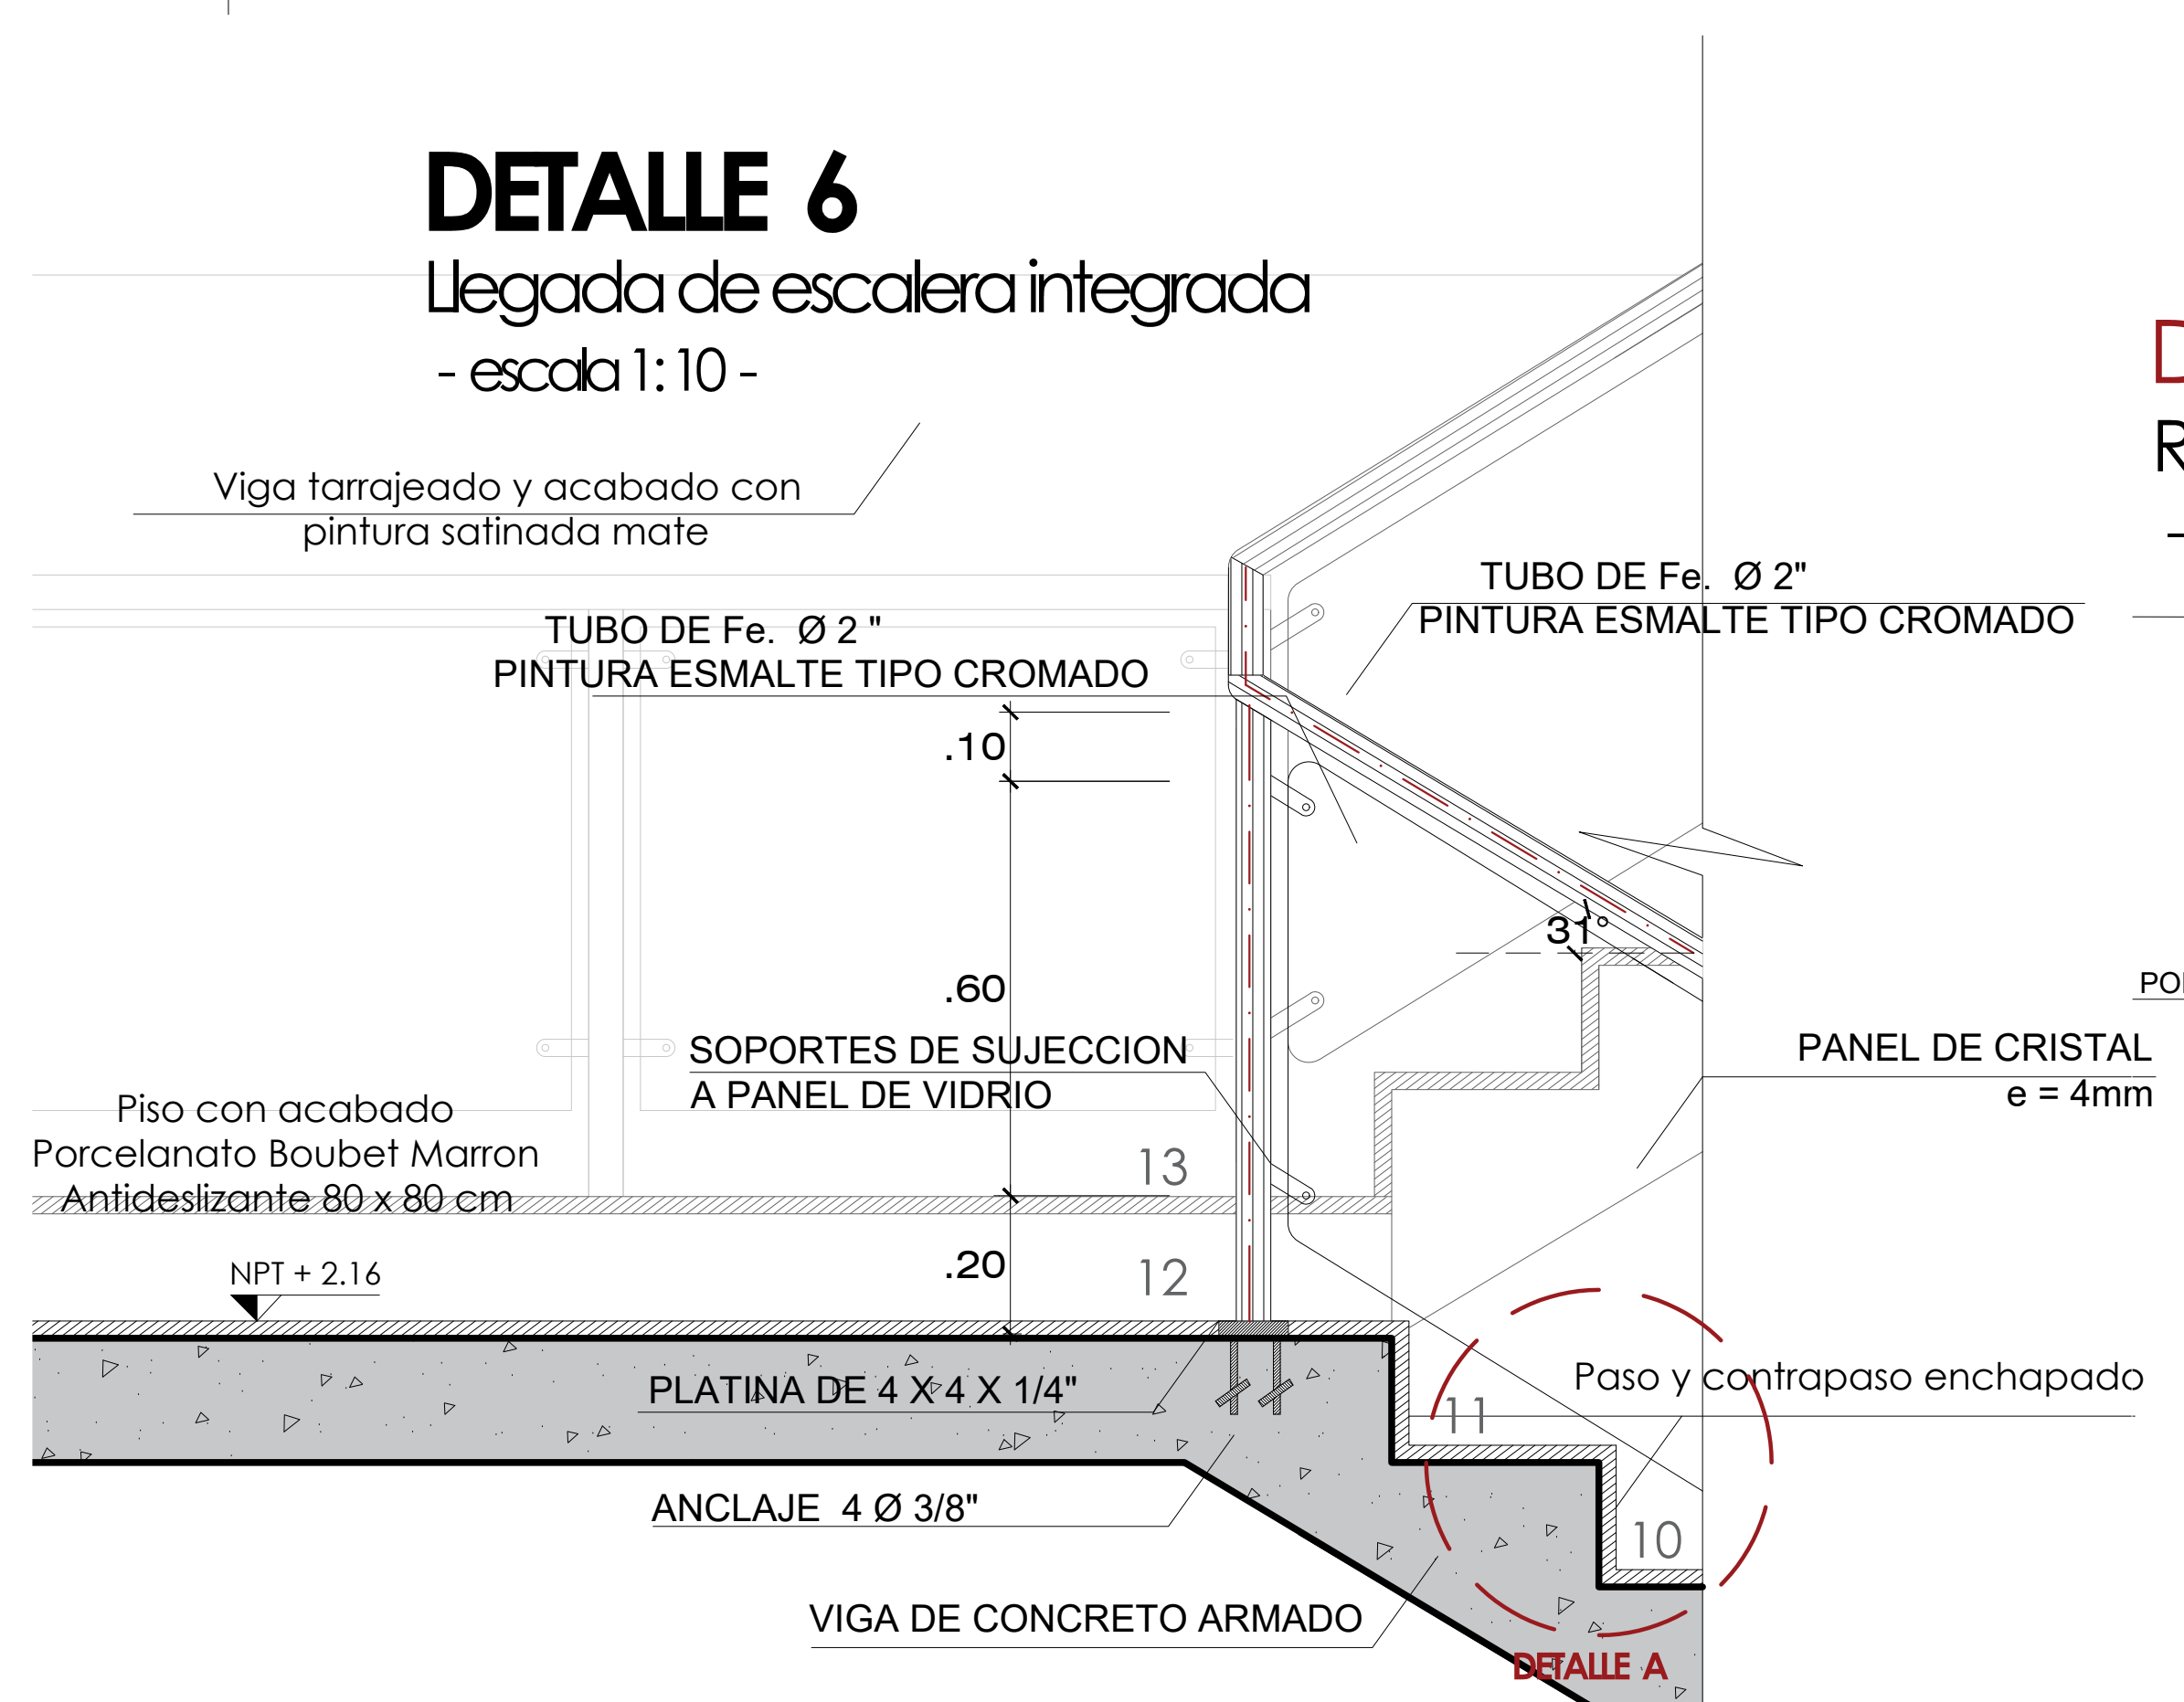 DETALLE 6
Llegada de escalera integrada
- escala 1:10 -
Viga tarrajeado y acabado con
pintura satinada mate
TUBO DE Fe. Ø 2"
PINTURA ESMALTE TIPO CROMADO
TUBO DE Fe. Ø 2 "
PINTURA ESMALTE TIPO CROMADO
.10
31°
.60
SOPORTES DE SUJECCION
A PANEL DE VIDRIO
PANEL DE CRISTAL
e = 4mm
Piso con acabado
Porcelanato Boubet Marron
Antideslizante 80 x 80 cm
13
NPT + 2.16
.20
12
PLATINA DE 4 X 4 X 1/4"
Paso y contrapaso enchapado
11
ANCLAJE 4 Ø 3/8"
10
VIGA DE CONCRETO ARMADO
DETALLE A